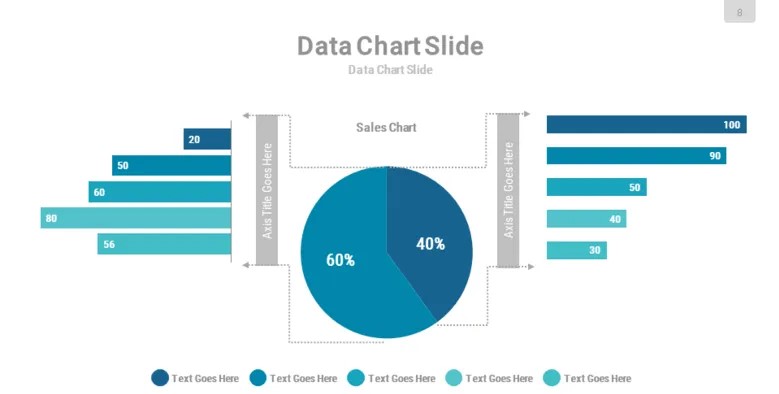 8
Data Chart Slide
Data Chart Slide
20
50
60
80
56
Axis Title Goes Here
Sales Chart
60%
40%
Axis Title Goes Here
100
90
50
40
30
Text Goes Here
Text Goes Here
Text Goes Here
Text Goes Here
Text Goes Here